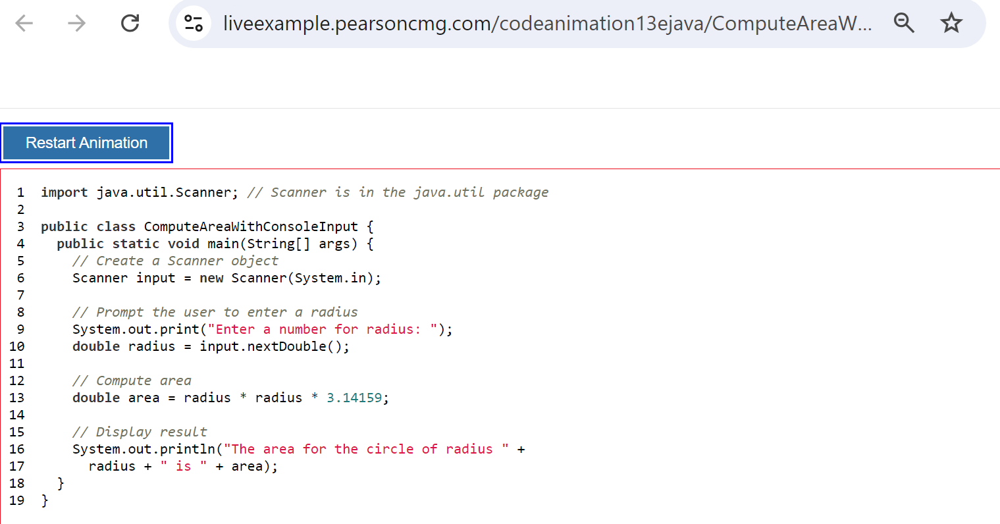 liveexample.pearsoncmg.com/codeanimation13ejava/ComputeAreaW...
Restart Animation
1 import java.util.Scanner; // Scanner is in the java.util package
2
3 public class ComputeAreaWithConsoleInput {
4   public static void main(String[] args) {
5     // Create a Scanner object
6     Scanner input = new Scanner(System.in);
7
8     // Prompt the user to enter a radius
9     System.out.print("Enter a number for radius: ");
10     double radius = input.nextDouble();
11
12     // Compute area
13     double area = radius * radius * 3.14159;
14
15     // Display result
16     System.out.println("The area for the circle of radius " +
17       radius + " is " + area);
18   }
19 }